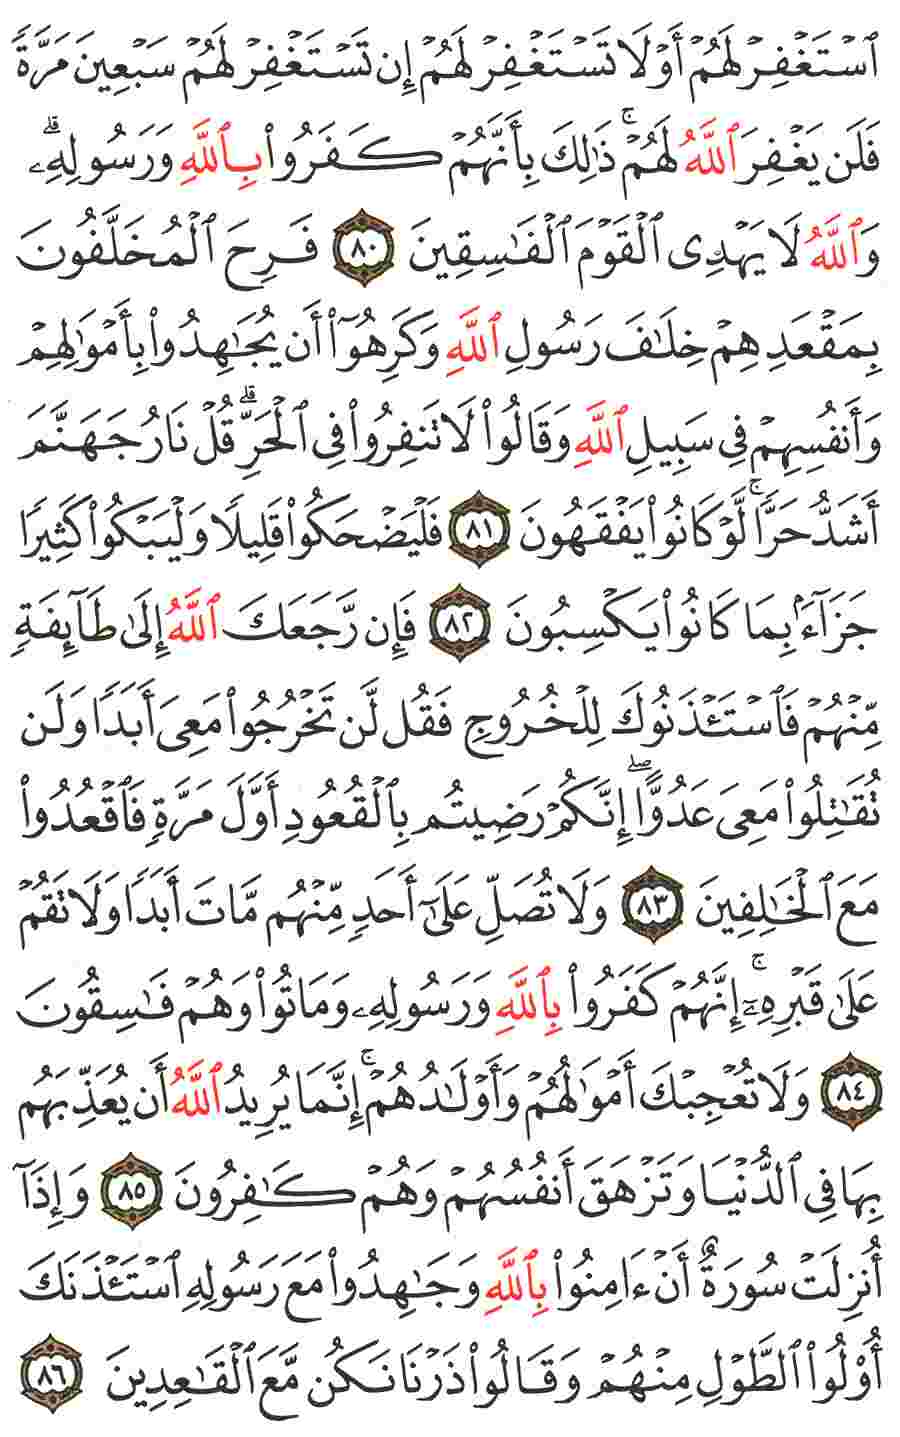 ٱسْتَغْفِرْ لَهُمْ أَوْ لَا تَسْتَغْفِرْ لَهُمْ إِن تَسْتَغْفِرْ لَهُمْ سَبْعِينَ مَرَّةً
فَلَن يَغْفِرَ ٱللَّهُ لَهُمْ ۚ ذَٰلِكَ بِأَنَّهُمْ كَفَرُوا۟ بِٱللَّهِ وَرَسُولِهِۦ ۗ
وَٱللَّهُ لَا يَهْدِى ٱلْقَوْمَ ٱلْفَـٰسِقِينَ ٨٠ فَرِحَ ٱلْمُخَلَّفُونَ
بِمَقْعَدِهِمْ خِلَـٰفَ رَسُولِ ٱللَّهِ وَكَرِهُوٓا۟ أَن يُجَـٰهِدُوا۟ بِأَمْوَٰلِهِمْ
وَأَنفُسِهِمْ فِى سَبِيلِ ٱللَّهِ وَقَالُوا۟ لَا تَنفِرُوا۟ فِى ٱلْحَرِّ ۗ قُلْ نَارُ جَهَنَّمَ
أَشَدُّ حَرًّا ۚ لَّوْ كَانُوا۟ يَفْقَهُونَ ٨١ فَلْيَضْحَكُوا۟ قَلِيلًا وَلْيَبْكُوا۟ كَثِيرًا
جَزَآءًۢ بِمَا كَانُوا۟ يَكْسِبُونَ ٨٢ فَإِن رَّجَعَكَ ٱللَّهُ إِلَىٰ طَآئِفَةٍ
مِّنْهُمْ فَٱسْتَـْٔذَنُوكَ لِلْخُرُوجِ فَقُل لَّن تَخْرُجُوا۟ مَعِىَ أَبَدًا وَلَن
تُقَـٰتِلُوا۟ مَعِىَ عَدُوًّا ۖ إِنَّكُمْ رَضِيتُم بِٱلْقُعُودِ أَوَّلَ مَرَّةٍ فَٱقْعُدُوا۟
مَعَ ٱلْخَـٰلِفِينَ ٨٣ وَلَا تُصَلِّ عَلَىٰٓ أَحَدٍ مِّنْهُم مَّاتَ أَبَدًا وَلَا تَقُمْ
عَلَىٰ قَبْرِهِۦٓ ۚ إِنَّهُمْ كَفَرُوا۟ بِٱللَّهِ وَرَسُولِهِۦ وَمَاتُوا۟ وَهُمْ فَـٰسِقُونَ
٨٤ وَلَا تُعْجِبْكَ أَمْوَٰلُهُمْ وَأَوْلَـٰدُهُمْ ۚ إِنَّمَا يُرِيدُ ٱللَّهُ أَن يُعَذِّبَهُم
بِهَا فِى ٱلدُّنْيَا وَتَزْهَقَ أَنفُسُهُمْ وَهُمْ كَـٰفِرُونَ ٨٥ وَإِذَآ
أُنزِلَتْ سُورَةٌ أَنْ ءَامِنُوا۟ بِٱللَّهِ وَجَـٰهِدُوا۟ مَعَ رَسُولِهِ ٱسْتَـْٔذَنَكَ
أُو۟لُوا۟ ٱلطَّوْلِ مِنْهُمْ وَقَالُوا۟ ذَرْنَا نَكُن مَّعَ ٱلْقَـٰعِدِينَ ٨٦